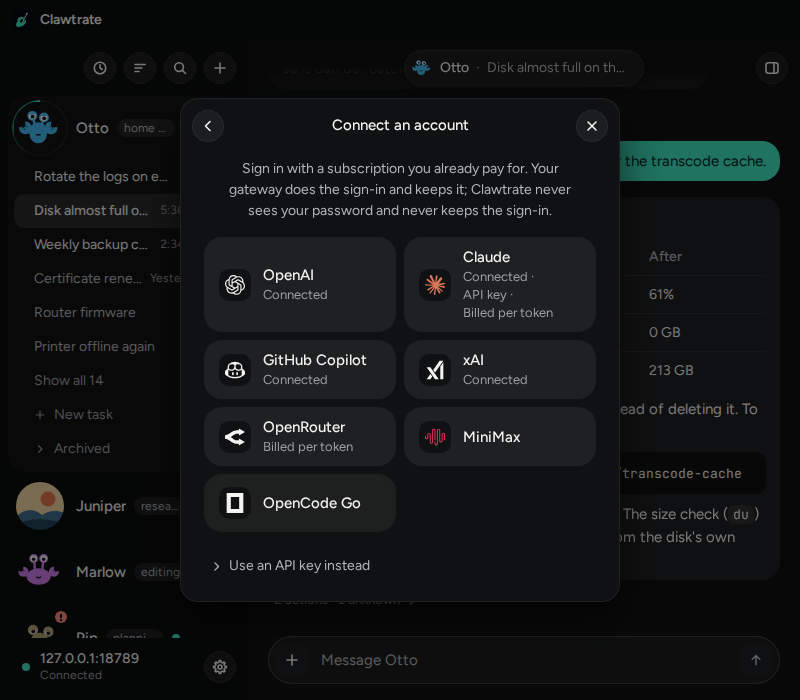 Clawtrate
Otto · Disk almost full on th...
Otto home ...
Rotate the logs on e...
Disk almost full o... 5:36
Weekly backup c... 2:34
Certificate rene... Yeste
Router firmware
Printer offline again
Show all 14
New task
Archived
Juniper resea...
Marlow editing
Pip planni...
127.0.0.1:18789
Connected
Connect an account
Sign in with a subscription you already pay for. Your
gateway does the sign-in and keeps it; Clawtrate never
sees your password and never keeps the sign-in.
OpenAI
Connected
Claude
Connected ·
API key ·
Billed per token
GitHub Copilot
Connected
xAI
Connected
OpenRouter
Billed per token
MiniMax
OpenCode Go
Use an API key instead
the transcode cache.
After
61%
0 GB
213 GB
ead of deleting it. To
/transcode-cache
The size check ( du )
om the disk's own
Message Otto